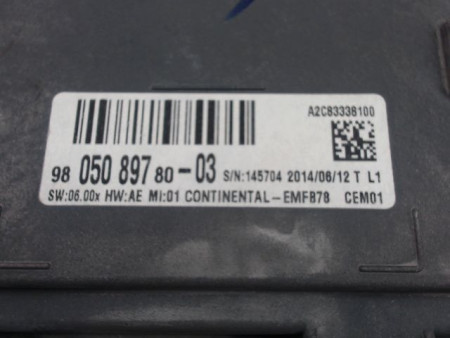 A2C83338100
98 050 897 80-03 S/N:145704 2014/06/12 T L1
SW:06.00x HW:AE MI:01 CONTINENTAL-EMFB78 CEM01